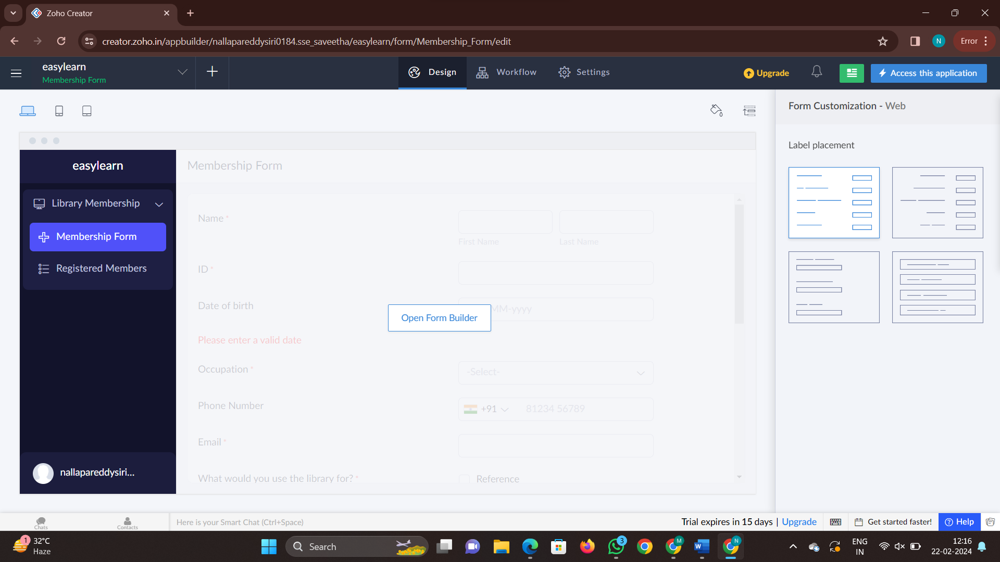 Zoho Creator
creator.zoho.in/appbuilder/nallapareddysiri0184.sse_saveetha/easylearn/form/Membership_Form/edit
N
Error
easylearn
Membership Form
Design
Workflow
Settings
Upgrade
Access this application
Form Customization - Web
Label placement
easylearn
Library Membership
Membership Form
Registered Members
nallapareddysiri...
Membership Form
Name *
First Name
Last Name
ID *
Date of birth
MM-yyyy
Open Form Builder
Please enter a valid date
Occupation *
-Select-
Phone Number
+91
81234 56789
Email *
What would you use the library for? *
Reference
Chats
Contacts
Here is your Smart Chat (Ctrl+Space)
Trial expires in 15 days | Upgrade
Get started faster!
Help
1
32°C
Haze
Search
3
M
W
N
ENG
IN
12:16
22-02-2024